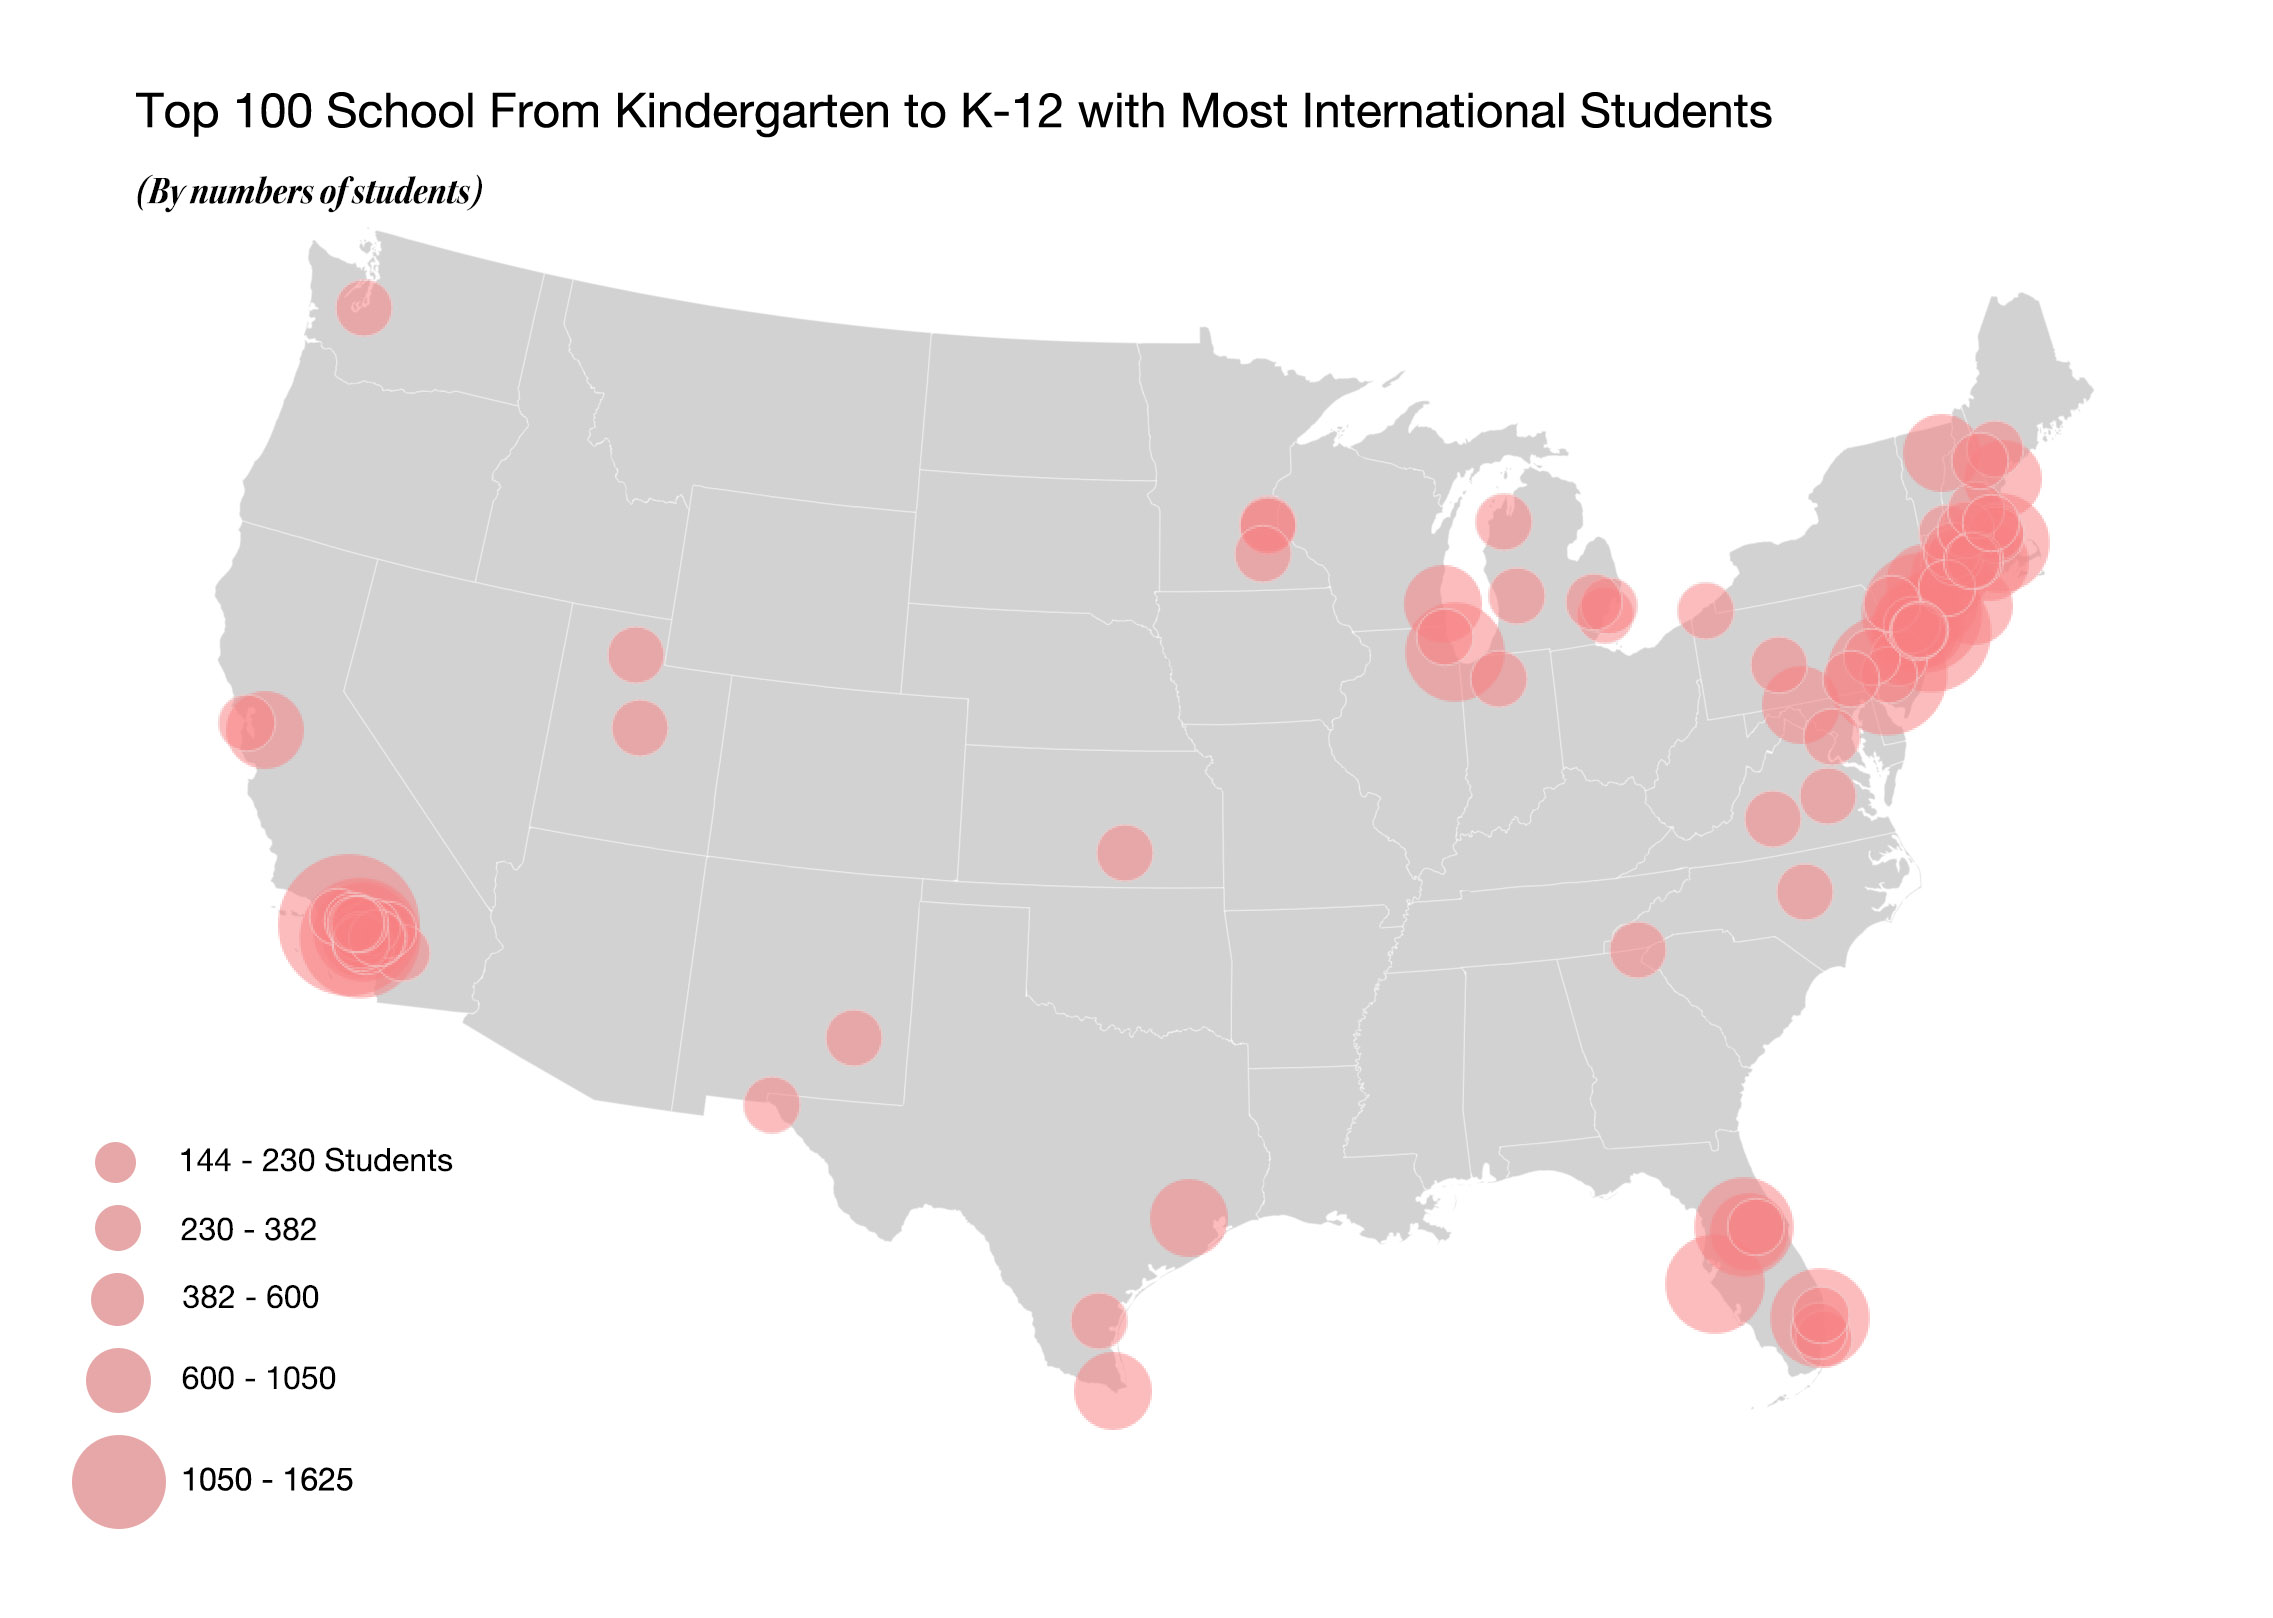 Top 100 School From Kindergarten to K-12 with Most International Students
(By numbers of students)
144 - 230 Students
230 - 382
382 - 600
600 - 1050
1050 - 1625